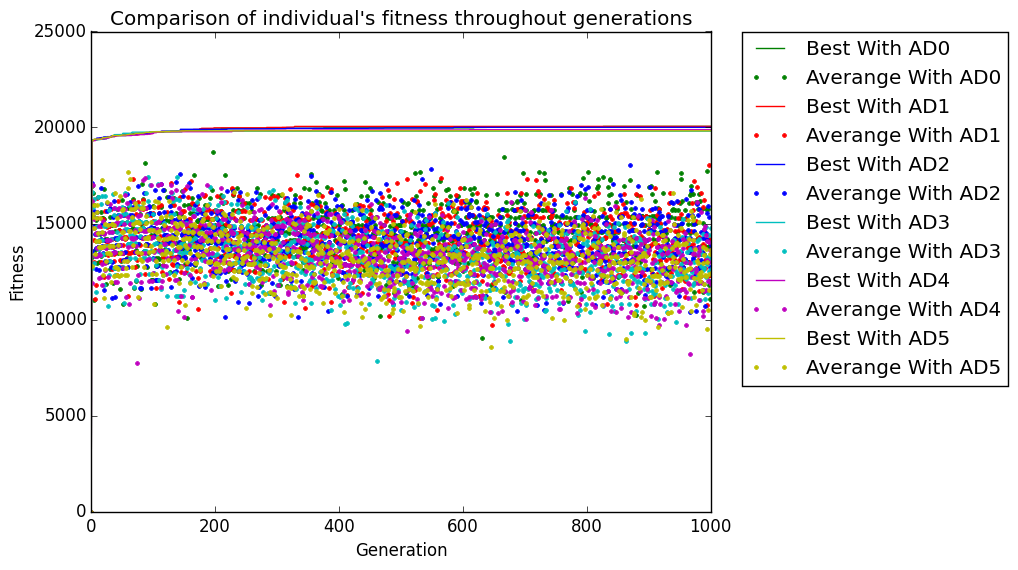 Comparison of individual's fitness throughout generations
25000
20000
15000
10000
5000
0
Fitness
0 200 400 600 800 1000
Generation
Best With AD0
Averange With AD0
Best With AD1
Averange With AD1
Best With AD2
Averange With AD2
Best With AD3
Averange With AD3
Best With AD4
Averange With AD4
Best With AD5
Averange With AD5